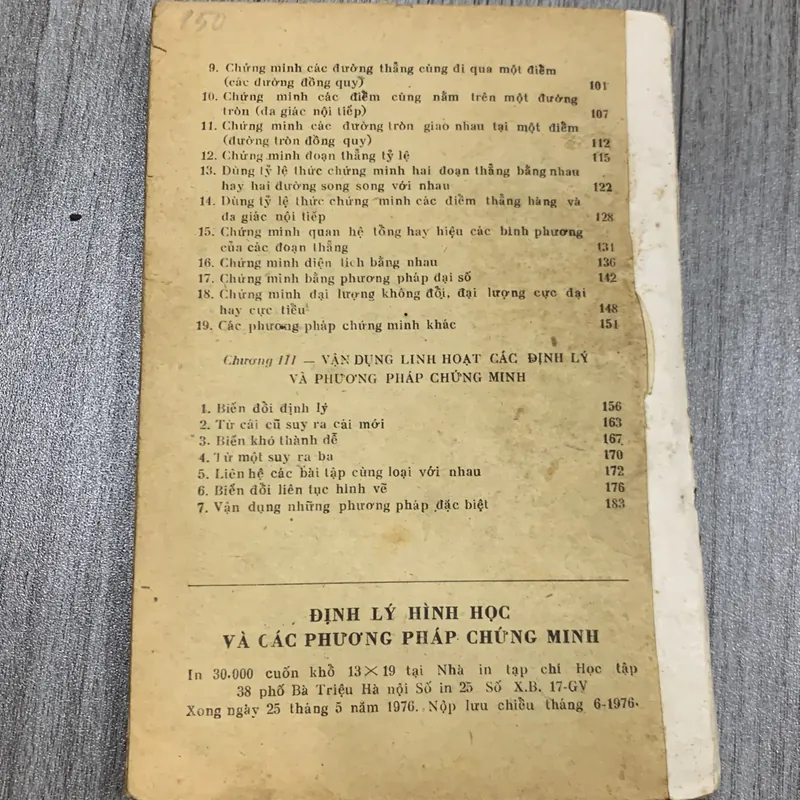 150
9. Chứng minh các đường thẳng cùng đi qua một điểm
(các đường đồng quy) 101
10. Chứng minh các điểm cùng nằm trên một đường
tròn (đa giác nội tiếp) 107
11. Chứng minh các đường tròn giao nhau tại một điểm
(đường tròn đồng quy) 112
12. Chứng minh đoạn thẳng tỷ lệ 115
13. Dùng tỷ lệ thức chứng minh hai đoạn thẳng bằng nhau
hay hai đường song song với nhau 122
14. Dùng tỷ lệ thức chứng minh các điểm thẳng hàng và
đa giác nội tiếp 128
15. Chứng minh quan hệ tổng hay hiệu các bình phương
của các đoạn thẳng 131
16. Chứng minh diện tích bằng nhau 136
17. Chứng minh bằng phương pháp đại số 142
18. Chứng minh đại lượng không đổi, đại lượng cực đại
hay cực tiểu 148
19. Các phương pháp chứng minh khác 151
Chương III — VẬN DỤNG LINH HOẠT CÁC ĐỊNH LÝ
VÀ PHƯƠNG PHÁP CHỨNG MINH
1. Biến đổi định lý 156
2. Từ cái cũ suy ra cái mới 163
3. Biến khó thành dễ 167
4. Từ một suy ra ba 170
5. Liên hệ các bài tập cùng loại với nhau 172
6. Biến đổi liên tục hình vẽ 176
7. Vận dụng những phương pháp đặc biệt 183
ĐỊNH LÝ HÌNH HỌC
VÀ CÁC PHƯƠNG PHÁP CHỨNG MINH
In 30.000 cuốn khổ 13×19 tại Nhà in tạp chí Học tập
38 phố Bà Triệu Hà nội Số in 25 Số X.B. 17-GV
Xong ngày 25 tháng 5 năm 1976. Nộp lưu chiểu tháng 6-1976.